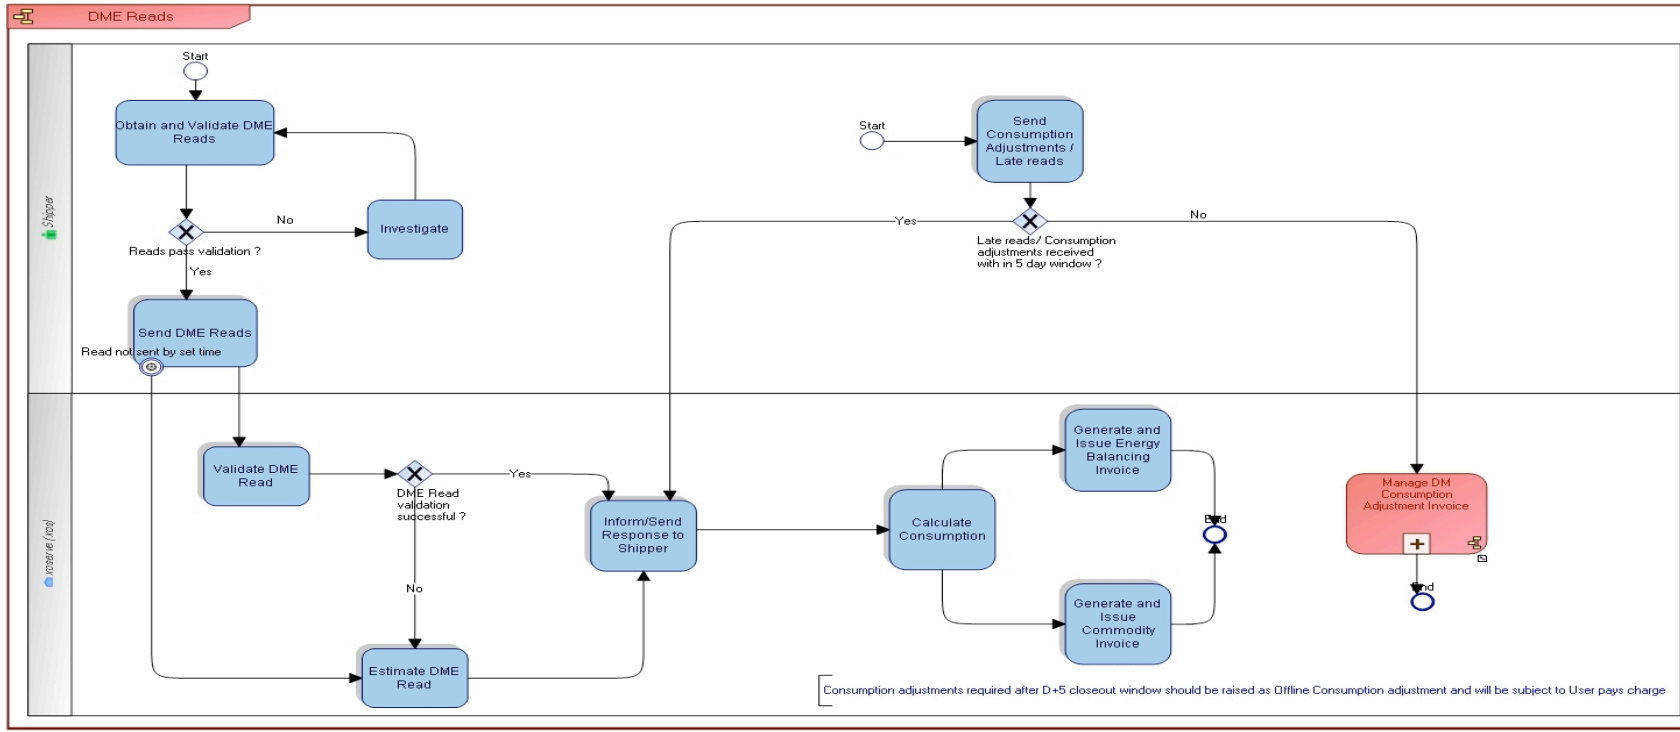 DME Reads
Shipper
Start
Obtain and Validate DME
Reads
No
Investigate
Reads pass validation ?
Yes
Send DME Reads
Read not sent by set time
Start
Send
Consumption
Adjustments /
Late reads
Yes
No
Late reads/ Consumption
adjustments received
with in 5 day window ?
xoserve (xos)
Validate DME
Read
Yes
DME Read
validation
successful ?
No
Estimate DME
Read
Inform/Send
Response to
Shipper
Calculate
Consumption
Generate and
Issue Energy
Balancing
Invoice
End
Generate and
Issue
Commodity
Invoice
Manage DM
Consumption
Adjustment Invoice
End
Consumption adjustments required after D+5 closeout window should be raised as Offline Consumption adjustment and will be subject to User pays charge